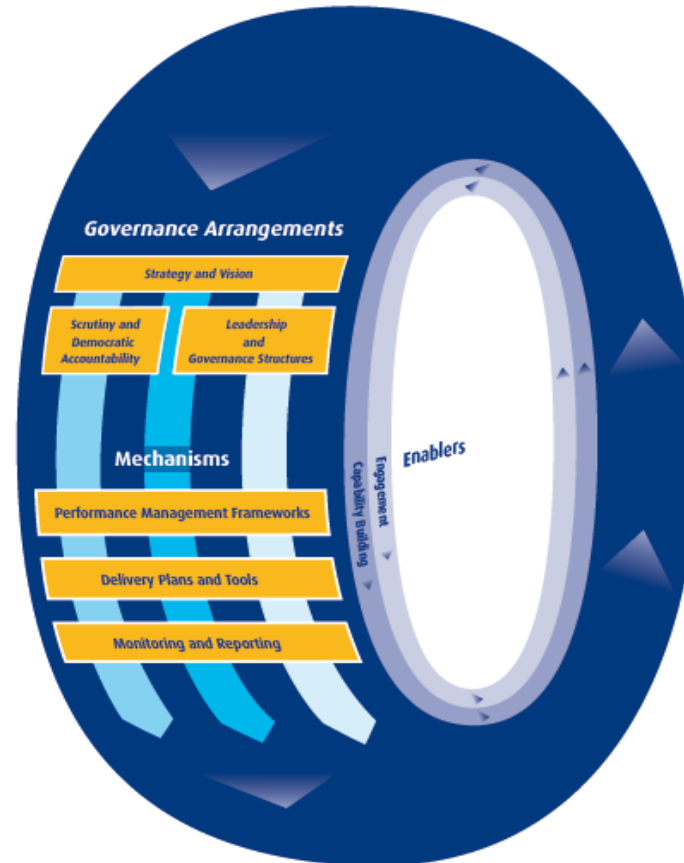 Governance Arrangements
Strategy and Vision
Scrutiny and
Democratic
Accountability
Leadership
and
Governance Structures
Mechanisms
Performance Management Frameworks
Delivery Plans and Tools
Monitoring and Reporting
Capability Building
Engagement
Enablers